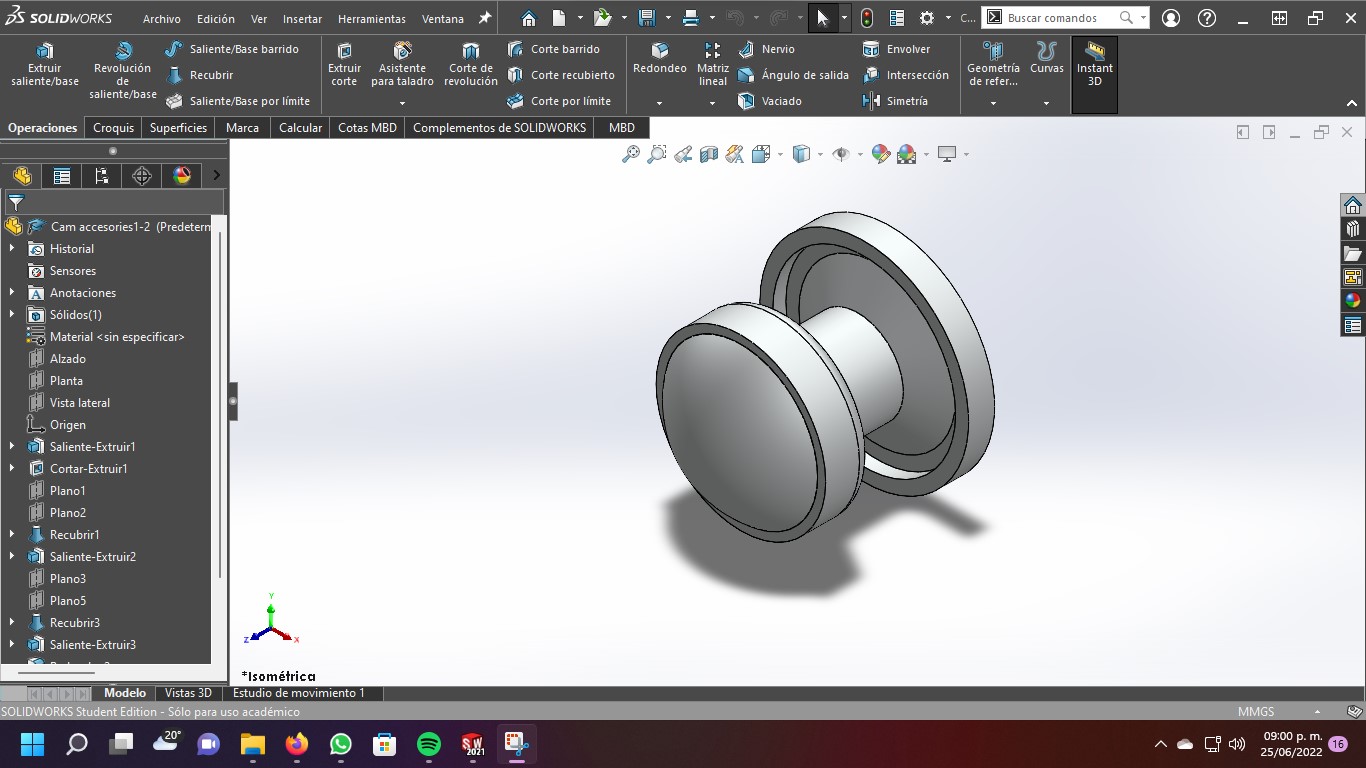 SOLIDWORKS
Archivo Edición Ver Insertar Herramientas Ventana
C...
Buscar comandos
Extruir saliente/base
Revolución de saliente/base
Saliente/Base barrido
Recubrir
Saliente/Base por límite
Extruir corte
Asistente para taladro
Corte de revolución
Corte barrido
Corte recubierto
Corte por límite
Redondeo
Matriz lineal
Nervio
Ángulo de salida
Vaciado
Envolver
Intersección
Simetría
Geometría de refer...
Curvas
Instant 3D
Operaciones Croquis Superficies Marca Calcular Cotas MBD Complementos de SOLIDWORKS MBD
Cam accesories1-2 (Predeterm
Historial
Sensores
Anotaciones
Sólidos(1)
Material <sin especificar>
Alzado
Planta
Vista lateral
Origen
Saliente-Extruir1
Cortar-Extruir1
Plano1
Plano2
Recubrir1
Saliente-Extruir2
Plano3
Plano5
Recubrir3
Saliente-Extruir3
Y
Z
X
*Isométrica
Modelo Vistas 3D Estudio de movimiento 1
SOLIDWORKS Student Edition - Sólo para uso académico
MMGS
20°
SW 2021
09:00 p. m.
25/06/2022
16